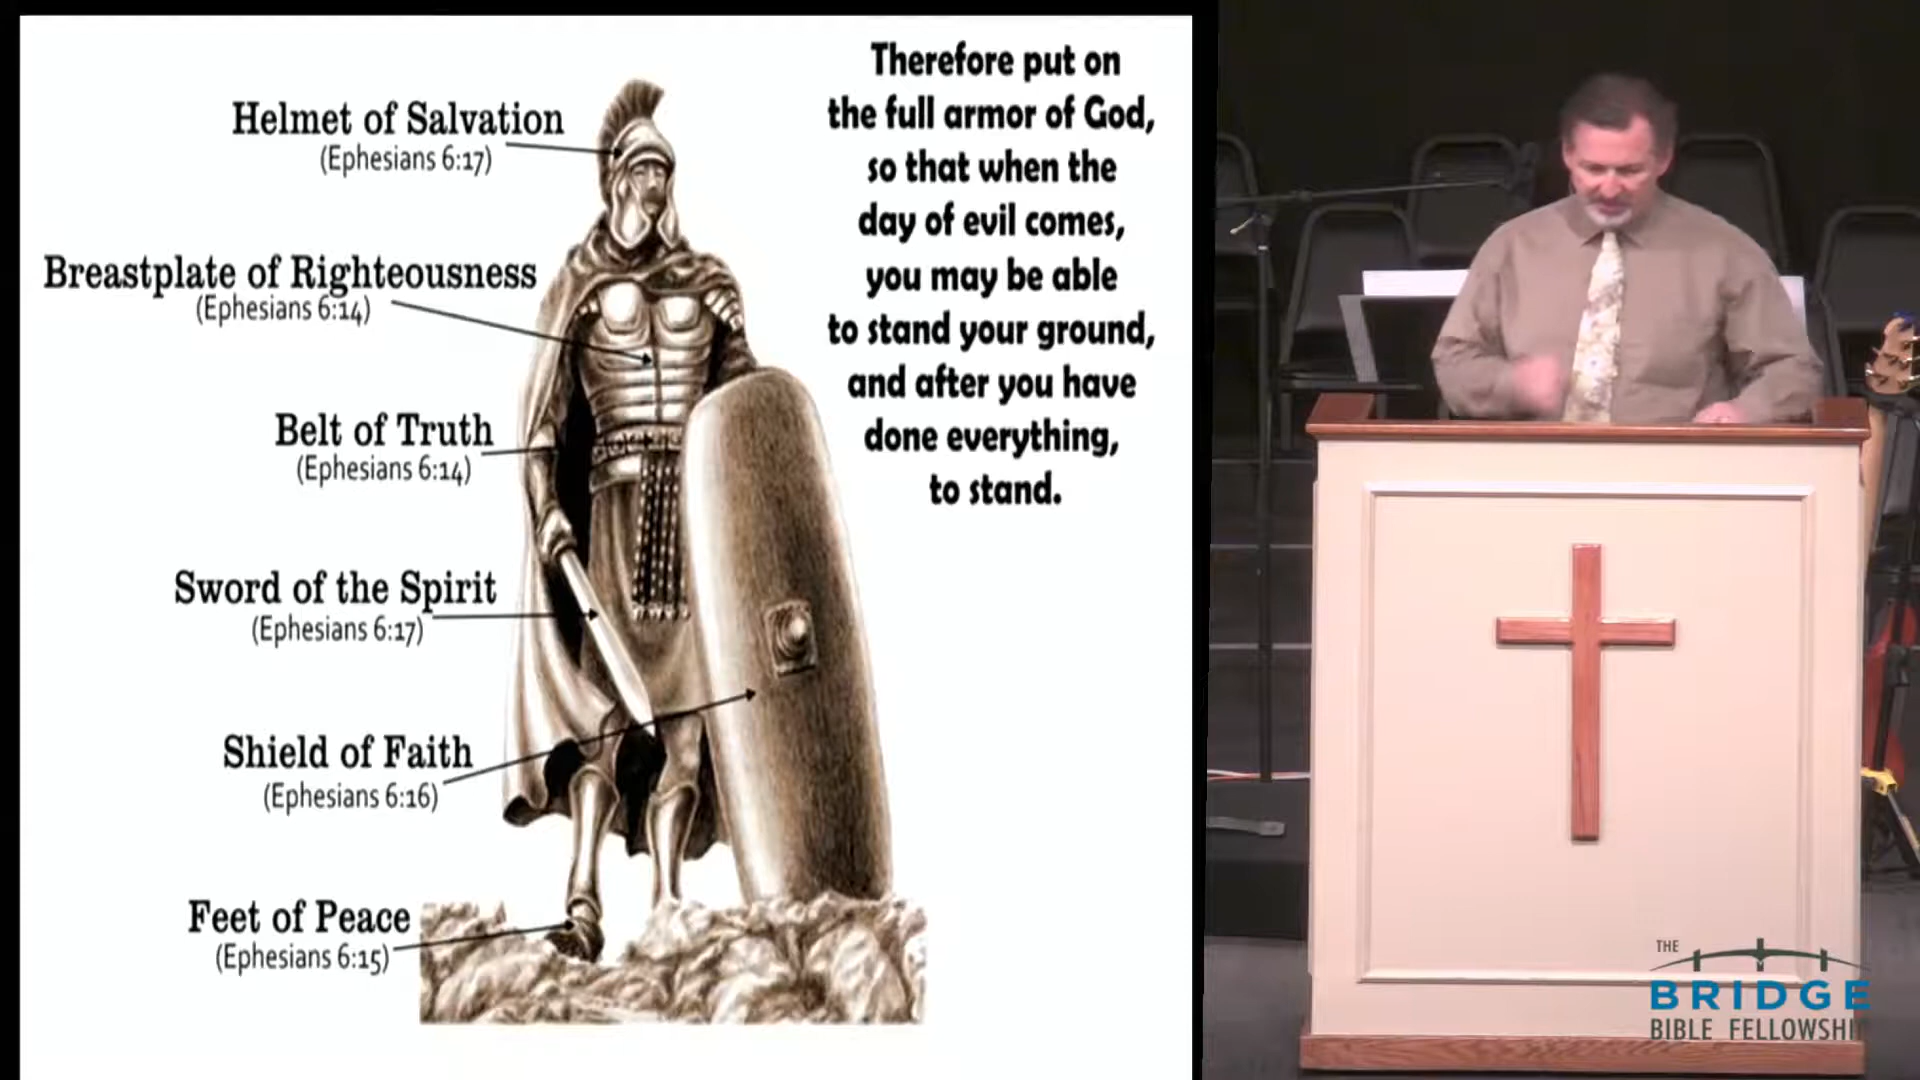 Helmet of Salvation
(Ephesians 6:17)
Breastplate of Righteousness
(Ephesians 6:14)
Belt of Truth
(Ephesians 6:14)
Sword of the Spirit
(Ephesians 6:17)
Shield of Faith
(Ephesians 6:16)
Feet of Peace
(Ephesians 6:15)
Therefore put on
the full armor of God,
so that when the
day of evil comes,
you may be able
to stand your ground,
and after you have
done everything,
to stand.
THE
BRIDGE
BIBLE FELLOWSHIP